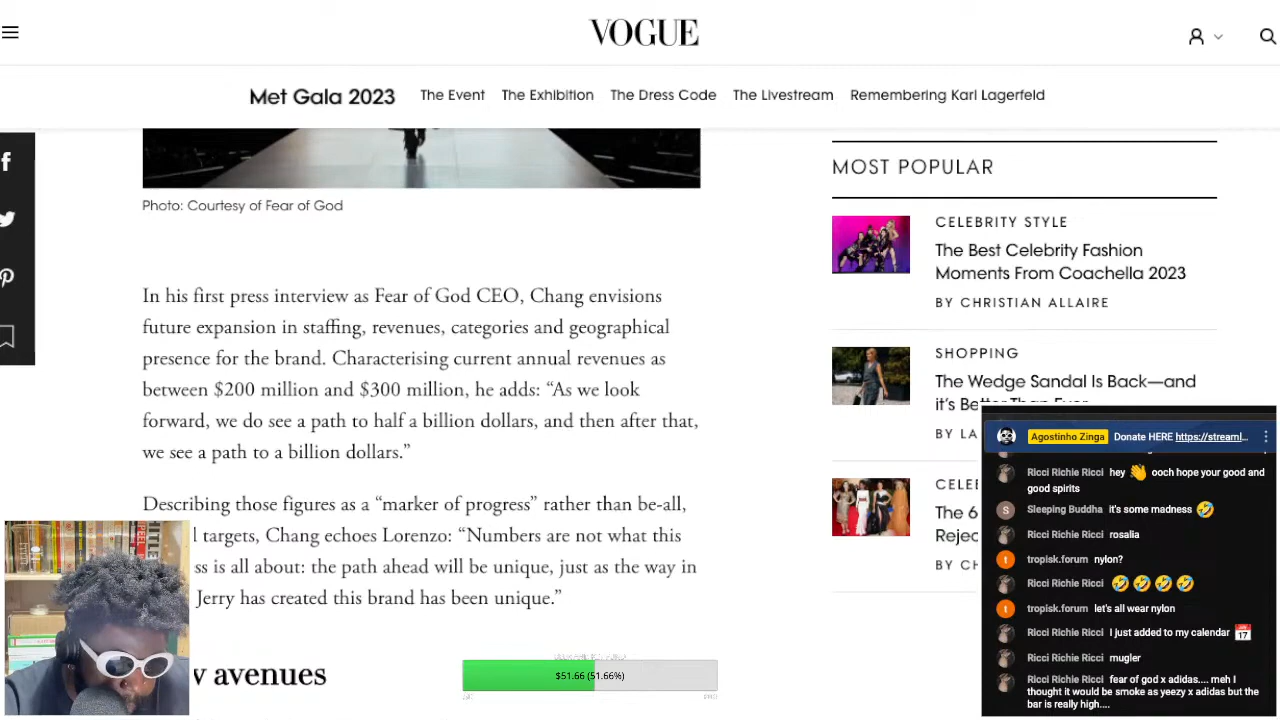 VOGUE
Met Gala 2023
The Event
The Exhibition
The Dress Code
The Livestream
Remembering Karl Lagerfeld
Photo: Courtesy of Fear of God
In his first press interview as Fear of God CEO, Chang envisions
future expansion in staffing, revenues, categories and geographical
presence for the brand. Characterising current annual revenues as
between $200 million and $300 million, he adds: “As we look
forward, we do see a path to half a billion dollars, and then after that,
we see a path to a billion dollars.”
Describing those figures as a “marker of progress” rather than be-all,
l targets, Chang echoes Lorenzo: “Numbers are not what this
ss is all about: the path ahead will be unique, just as the way in
Jerry has created this brand has been unique.”
avenues
$51.66 (51.66%)
MOST POPULAR
CELEBRITY STYLE
The Best Celebrity Fashion
Moments From Coachella 2023
BY CHRISTIAN ALLAIRE
SHOPPING
The Wedge Sandal Is Back—and
it's Better Than Ever
BY LA
CELE
The 6
Rejec
BY CH
Agostinho Zinga Donate HERE https://streaml...
Ricci Richie Ricci hey 👋 ooch hope your good and
good spirits
Sleeping Buddha it's some madness 🤣
Ricci Richie Ricci rosalia
tropisk.forum nylon?
Ricci Richie Ricci 🤣 🤣 🤣 🤣
tropisk.forum let's all wear nylon
Ricci Richie Ricci I just added to my calendar 📅
Ricci Richie Ricci mugler
Ricci Richie Ricci fear of god x adidas.... meh I
thought it would be smoke as yeezy x adidas but the
bar is really high....